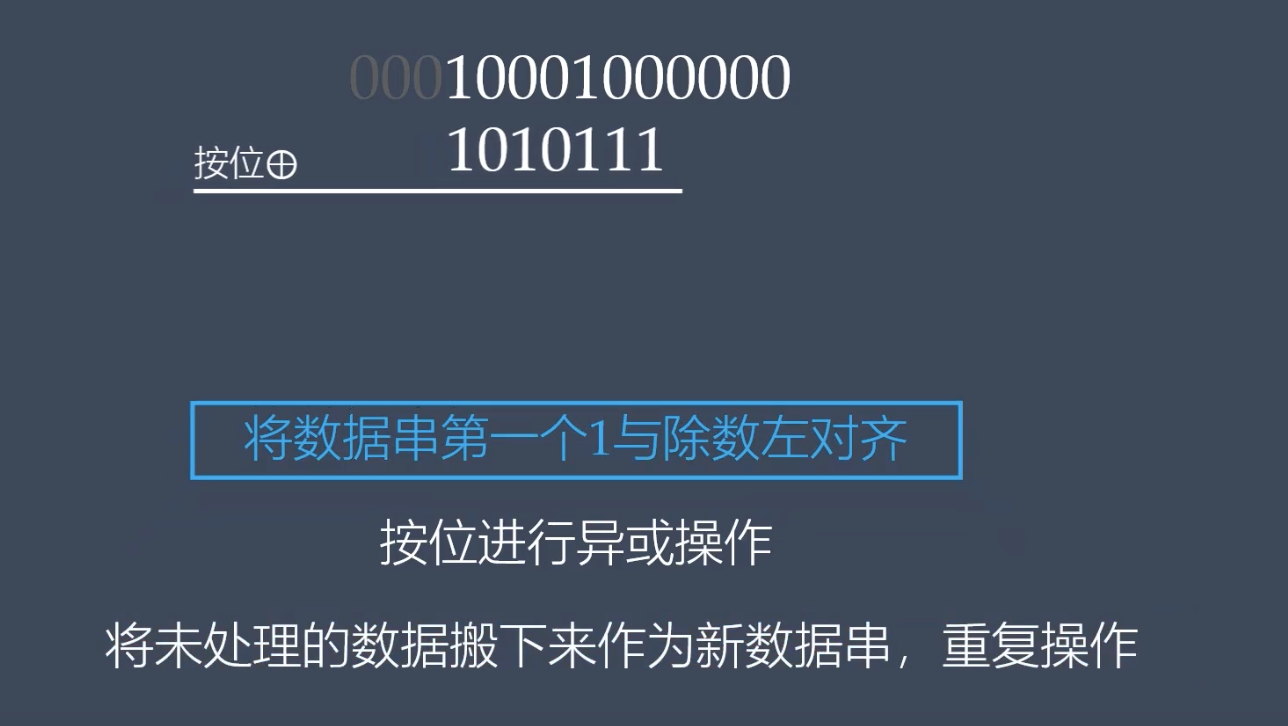 00010001000000
按位⊕ 1010111
将数据串第一个1与除数左对齐
按位进行异或操作
将未处理的数据搬下来作为新数据串，重复操作